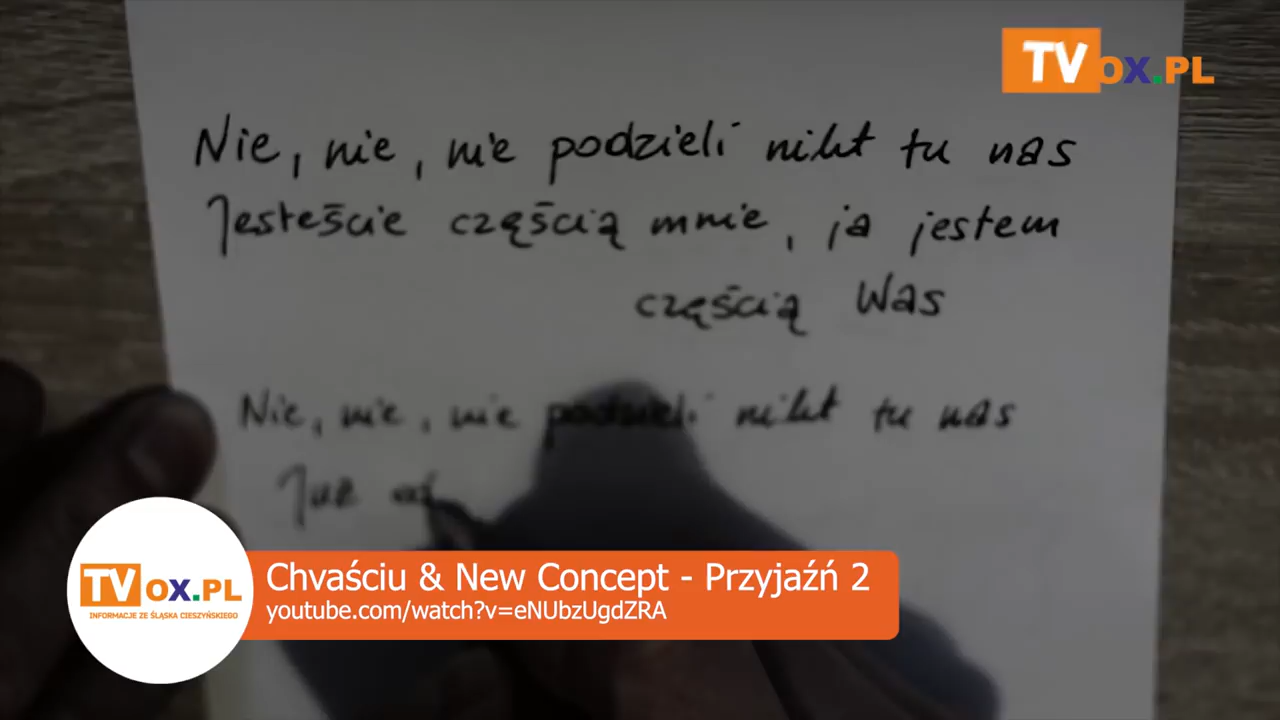 TVOX.PL
Nie, nie, nie podzieli nikt tu nas
Jesteście częścią mnie, ja jestem
częścią Was
Nie, nie, nie podzieli nikt tu nas
Już
TVOX.PL
INFORMACJE ZE ŚLĄSKA CIESZYŃSKIEGO
Chvaściu & New Concept - Przyjaźń 2
youtube.com/watch?v=eNUbzUgdZRA